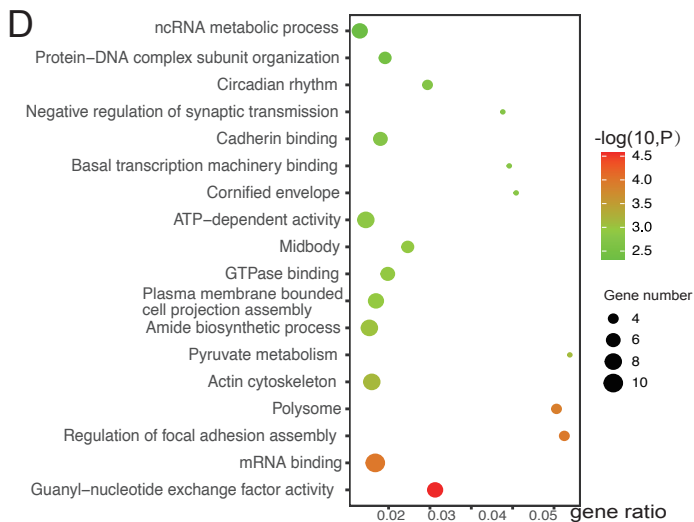 D
ncRNA metabolic process
Protein−DNA complex subunit organization
Circadian rhythm
Negative regulation of synaptic transmission
Cadherin binding
Basal transcription machinery binding
Cornified envelope
ATP−dependent activity
Midbody
GTPase binding
Plasma membrane bounded
cell projection assembly
Amide biosynthetic process
Pyruvate metabolism
Actin cytoskeleton
Polysome
Regulation of focal adhesion assembly
mRNA binding
Guanyl−nucleotide exchange factor activity
0.02 0.03 0.04 0.05 gene ratio
-log(10,P)
4.5
4.0
3.5
3.0
2.5
Gene number
4
6
8
10